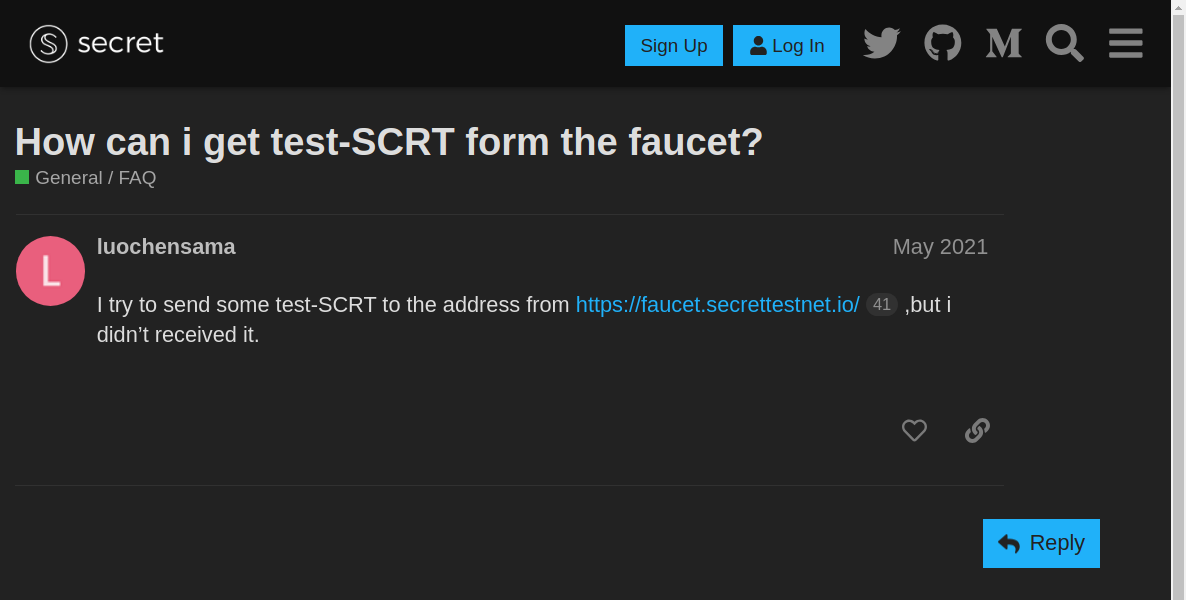 secret
Sign Up
Log In
How can i get test-SCRT form the faucet?
General / FAQ
L
luochensama
May 2021
I try to send some test-SCRT to the address from https://faucet.secrettestnet.io/ 41 ,but i
didn’t received it.
Reply